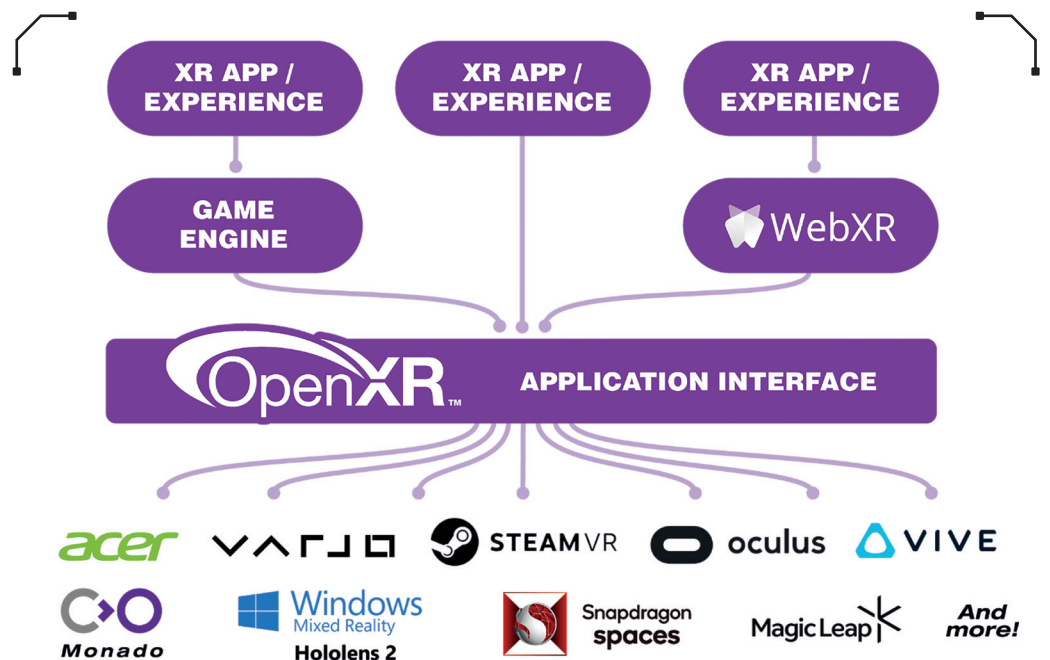 XR APP /
EXPERIENCE
XR APP /
EXPERIENCE
XR APP /
EXPERIENCE
GAME
ENGINE
WebXR
OpenXR™
APPLICATION INTERFACE
acer
VARJO
STEAMVR
oculus
VIVE
Monado
Windows
Mixed Reality
Hololens 2
Snapdragon
spaces
Magic Leap
And
more!